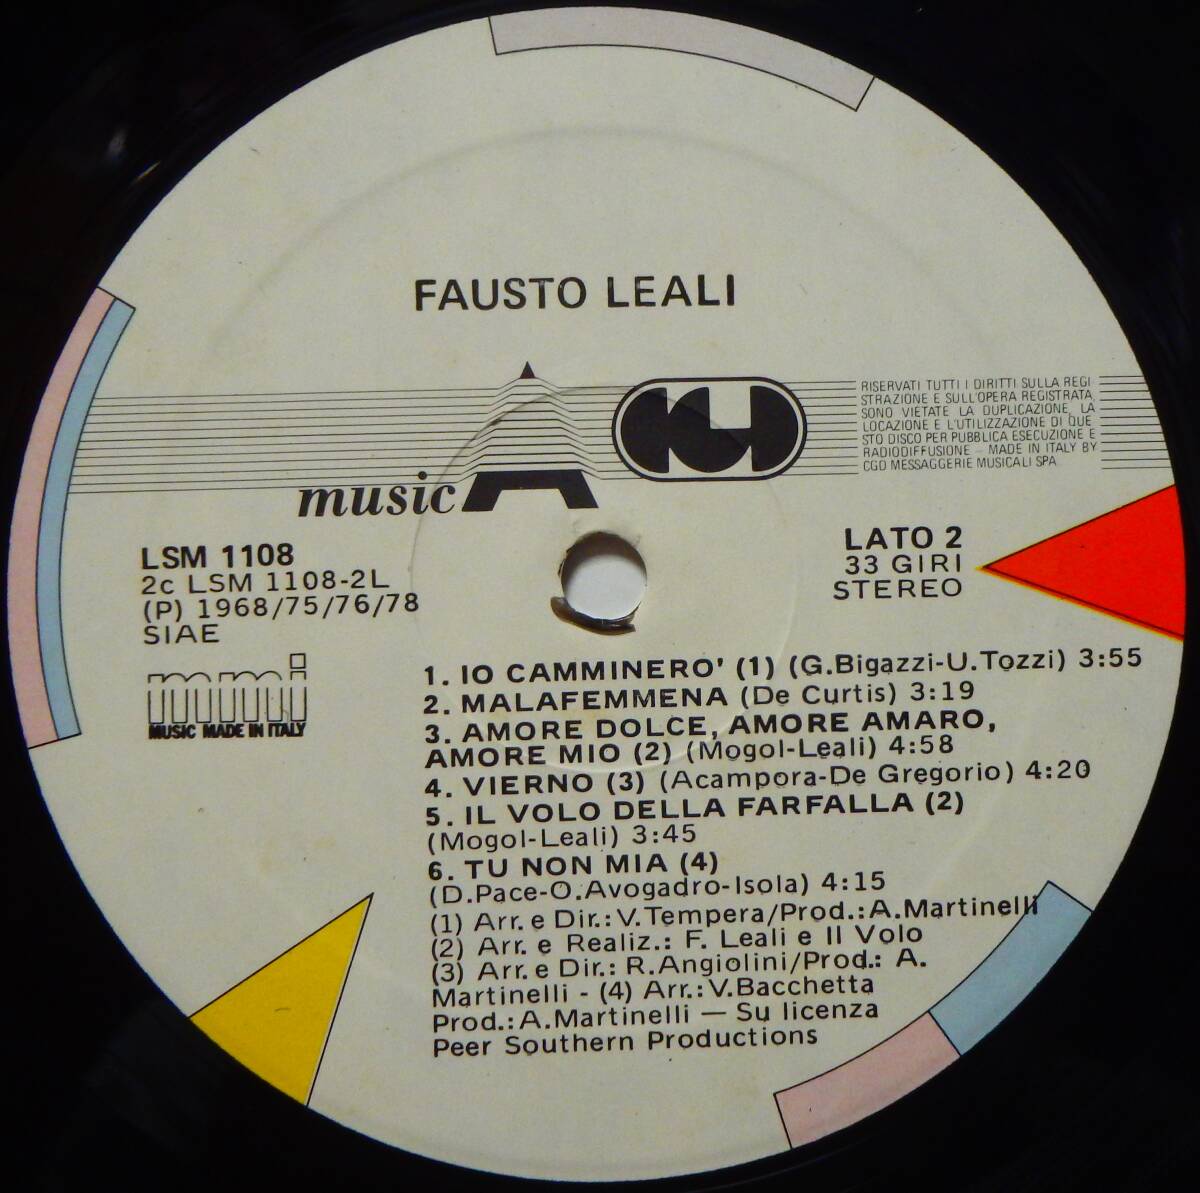 FAUSTO LEALI
RISERVATI TUTTI I DIRITTI SULLA REGI-
STRAZIONE E SULL'OPERA REGISTRATA,
SONO VIETATE LA DUPLICAZIONE, LA
LOCAZIONE E L'UTILIZZAZIONE DI QUE-
STO DISCO PER PUBBLICA ESECUZIONE E
RADIODIFFUSIONE - MADE IN ITALY BY
CGD MESSAGGERIE MUSICALI SPA
music A
CGD
LSM 1108
2c LSM 1108-2L
(P) 1968/75/76/78
SIAE
mmi
MUSIC MADE IN ITALY
LATO 2
33 GIRI
STEREO
1. IO CAMMINERO' (1) (G.Bigazzi-U.Tozzi) 3:55
2. MALAFEMMENA (De Curtis) 3:19
3. AMORE DOLCE, AMORE AMARO,
AMORE MIO (2) (Mogol-Leali) 4:58
4. VIERNO (3) (Acampora-De Gregorio) 4:20
5. IL VOLO DELLA FARFALLA (2)
(Mogol-Leali) 3:45
6. TU NON MIA (4)
(D.Pace-O.Avogadro-Isola) 4:15
(1) Arr. e Dir.: V.Tempera/Prod.: A.Martinelli
(2) Arr. e Realiz.: F. Leali e Il Volo
(3) Arr. e Dir.: R.Angiolini/Prod.: A.
Martinelli - (4) Arr.: V.Bacchetta
Prod.: A.Martinelli — Su licenza
Peer Southern Productions